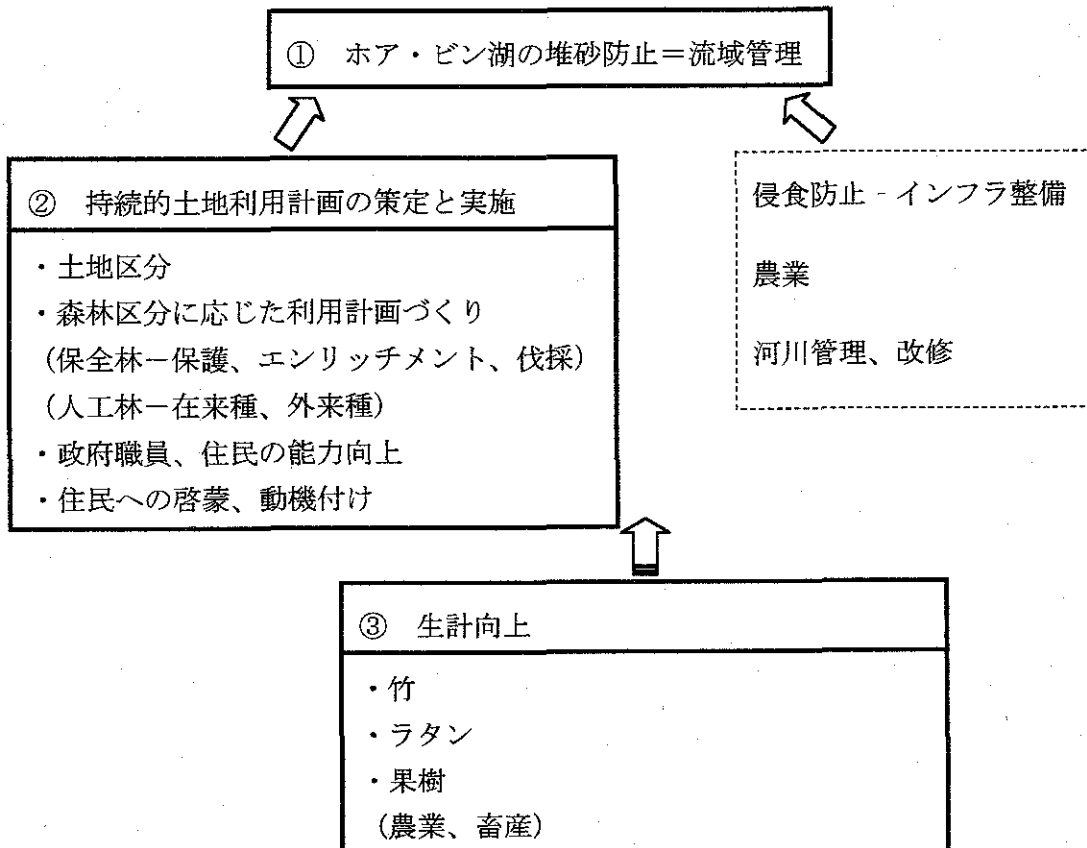 ① ホア・ビン湖の堆砂防止＝流域管理
② 持続的土地利用計画の策定と実施
・土地区分
・森林区分に応じた利用計画づくり
（保全林－保護、エンリッチメント、伐採）
（人工林－在来種、外来種）
・政府職員、住民の能力向上
・住民への啓蒙、動機付け
侵食防止 - インフラ整備
農業
河川管理、改修
③ 生計向上
・竹
・ラタン
・果樹
（農業、畜産）